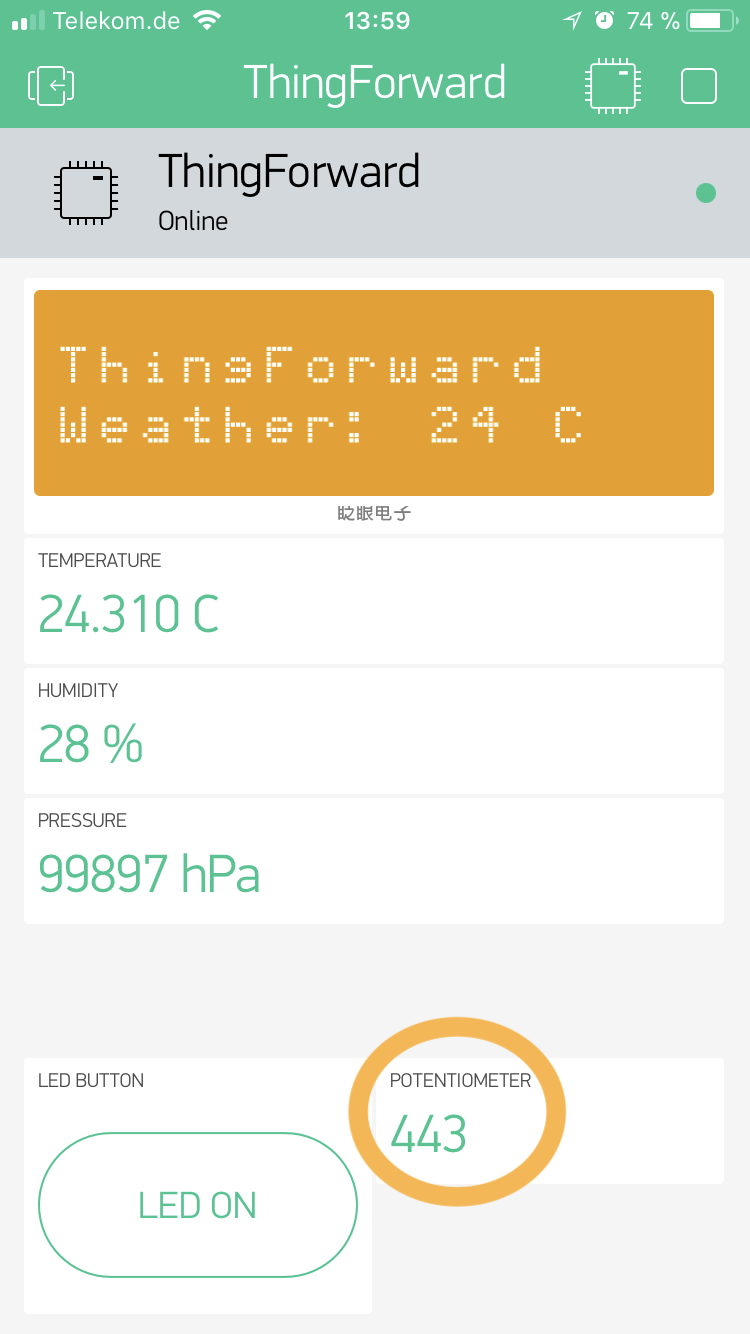 Telekom.de 13:59 74 %
ThingForward
ThingForward
Online
ThingForward
Weather: 24 C
眨眼电子
TEMPERATURE
24.310 C
HUMIDITY
28 %
PRESSURE
99897 hPa
LED BUTTON
POTENTIOMETER
443
LED ON